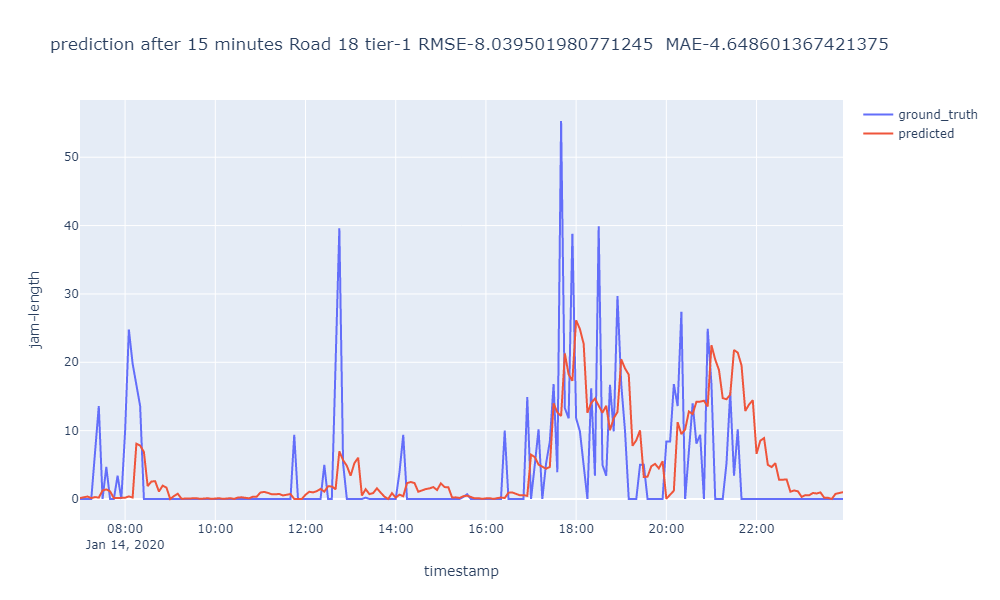 prediction after 15 minutes Road 18 tier-1 RMSE-8.039501980771245  MAE-4.648601367421375
ground_truth
predicted
50
40
30
20
10
0
jam-length
08:00 10:00 12:00 14:00 16:00 18:00 20:00 22:00
Jan 14, 2020
timestamp